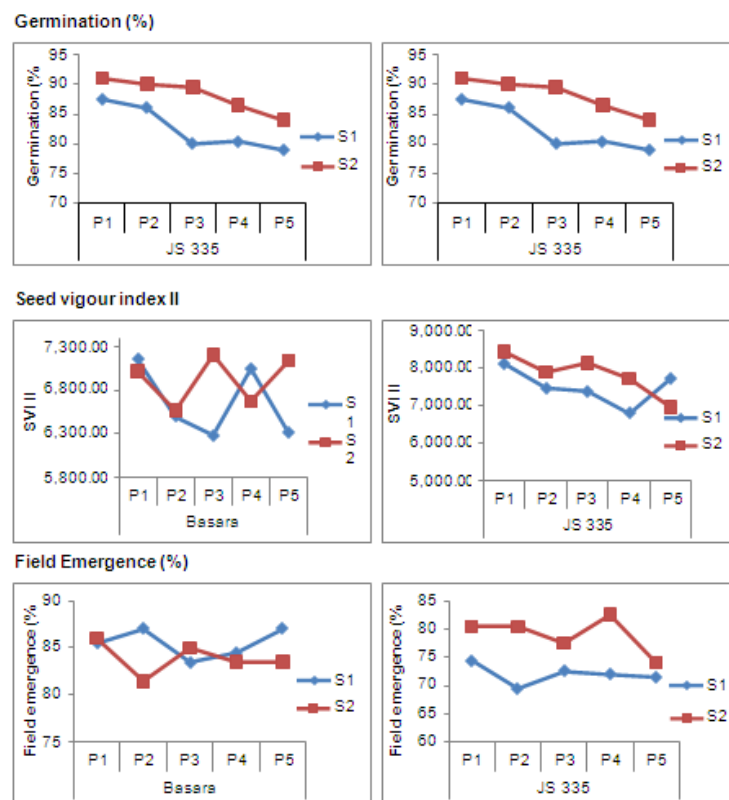 Germination (%)
95
90
85
80
75
70
Germination (%
P1 P2 P3 P4 P5
JS 335
S1
S2
95
90
85
80
75
70
Germination (%
P1 P2 P3 P4 P5
JS 335
S1
S2
Seed vigour index II
7,300.00
6,800.00
6,300.00
5,800.00
SVI II
P1 P2 P3 P4 P5
Basara
S
1
S
2
9,000.00
8,000.00
7,000.00
6,000.00
5,000.00
SVI II
P1 P2 P3 P4 P5
JS 335
S1
S2
Field Emergence (%)
90
85
80
75
Field emergence (%
P1 P2 P3 P4 P5
Basara
S1
S2
85
80
75
70
65
60
Field emergence (%
P1 P2 P3 P4 P5
JS 335
S1
S2